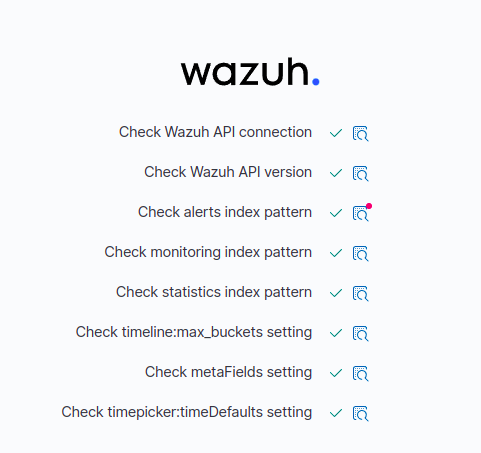 wazuh.
Check Wazuh API connection
Check Wazuh API version
Check alerts index pattern
Check monitoring index pattern
Check statistics index pattern
Check timeline:max_buckets setting
Check metaFields setting
Check timepicker:timeDefaults setting